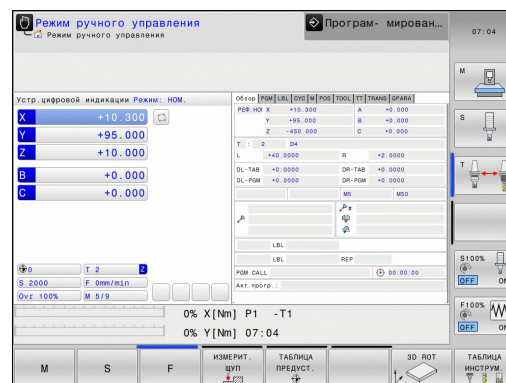 Режим ручного управления
Режим ручного управления
Програм- мирован...
07:04
Устр.цифровой индикации Режим: НОМ.
X +10.300
Y +95.000
Z +10.000
B +0.000
C +0.000
0 T 2 Z
S 2000 F 0mm/min
Ovr 100% M 5/9
Обзор PGM LBL CYC M POS TOOL TT TRANS QPARA
РЕФ.НОІ X +10.300 A +0.000
Y +95.000 B +0.000
Z -450.000 C +0.000
T : 2 D4
L +40.0000 R +2.0000
DL-TAB +0.0000 DR-TAB +0.0000
DL-PGM +0.0000 DR-PGM +0.0000
M5 M50
#
LBL
LBL REP
PGM CALL 00:00:00
Акт.прогр.:
M
S
T
S100%
OFF ON
F100%
OFF ON
0% X[Nm] P1 -T1
0% Y[Nm] 07:04
M
S
F
ИЗМЕРИТ. ЩУП
ТАБЛИЦА ПРЕДУСТ.
3D ROT
ТАБЛИЦА ИНСТРУМ.